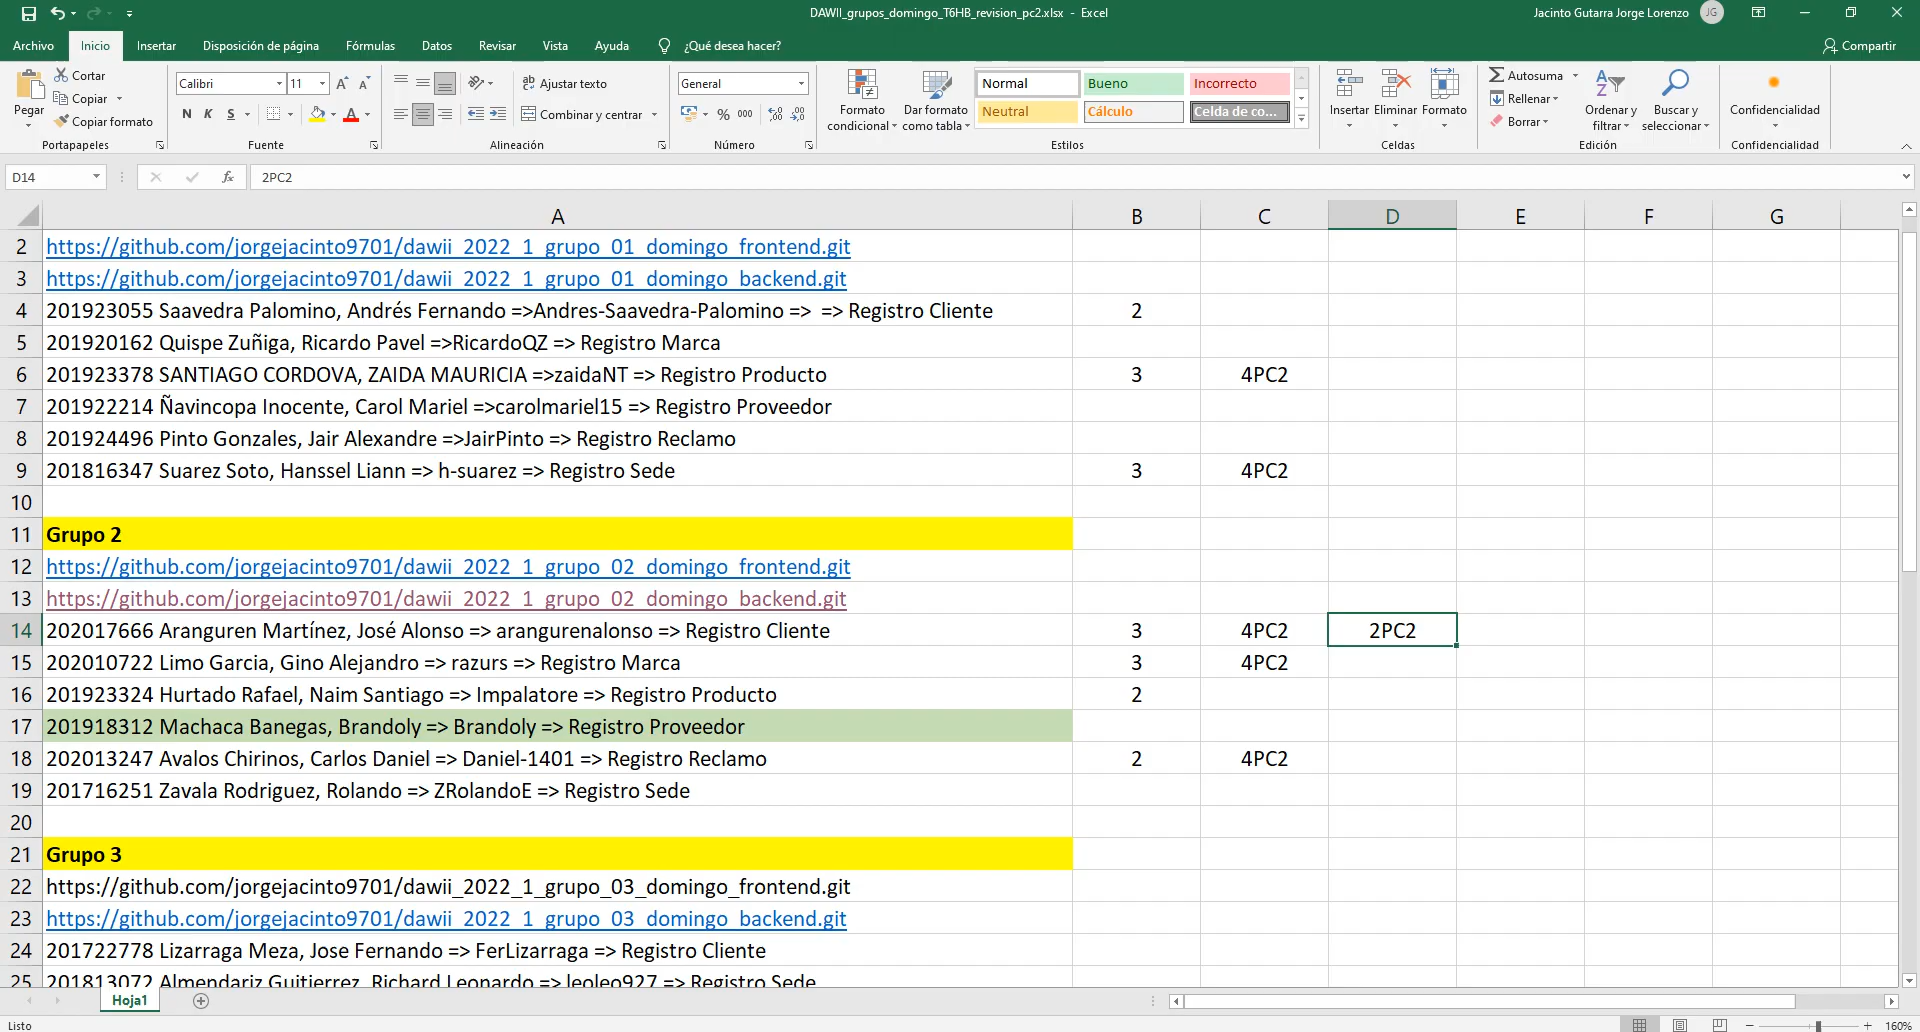 DAWII_grupos_domingo_T6HB_revision_pc2.xlsx - Excel
Jacinto Gutarra Jorge Lorenzo JG
Archivo Inicio Insertar Disposición de página Fórmulas Datos Revisar Vista Ayuda ¿Qué desea hacer? Compartir
Pegar
Cortar
Copiar
Copiar formato
Portapapeles
Calibri 11
N K S
Fuente
Ajustar texto
Combinar y centrar
Alineación
General
% 000
Número
Formato condicional
Dar formato como tabla
Normal Bueno Incorrecto
Neutral Cálculo Celda de co...
Estilos
Insertar Eliminar Formato
Celdas
Autosuma
Rellenar
Borrar
Ordenar y filtrar
Buscar y seleccionar
Edición
Confidencialidad
Confidencialidad
D14 fx 2PC2
A B C D E F G
2 https://github.com/jorgejacinto9701/dawii_2022_1_grupo_01_domingo_frontend.git
3 https://github.com/jorgejacinto9701/dawii_2022_1_grupo_01_domingo_backend.git
4 201923055 Saavedra Palomino, Andrés Fernando =>Andres-Saavedra-Palomino => => Registro Cliente 2
5 201920162 Quispe Zuñiga, Ricardo Pavel =>RicardoQZ => Registro Marca
6 201923378 SANTIAGO CORDOVA, ZAIDA MAURICIA =>zaidaNT => Registro Producto 3 4PC2
7 201922214 Ñavincopa Inocente, Carol Mariel =>carolmariel15 => Registro Proveedor
8 201924496 Pinto Gonzales, Jair Alexandre =>JairPinto => Registro Reclamo
9 201816347 Suarez Soto, Hanssel Liann => h-suarez => Registro Sede 3 4PC2
10
11 Grupo 2
12 https://github.com/jorgejacinto9701/dawii_2022_1_grupo_02_domingo_frontend.git
13 https://github.com/jorgejacinto9701/dawii_2022_1_grupo_02_domingo_backend.git
14 202017666 Aranguren Martínez, José Alonso => arangurenalonso => Registro Cliente 3 4PC2 2PC2
15 202010722 Limo Garcia, Gino Alejandro => razurs => Registro Marca 3 4PC2
16 201923324 Hurtado Rafael, Naim Santiago => Impalatore => Registro Producto 2
17 201918312 Machaca Banegas, Brandoly => Brandoly => Registro Proveedor
18 202013247 Avalos Chirinos, Carlos Daniel => Daniel-1401 => Registro Reclamo 2 4PC2
19 201716251 Zavala Rodriguez, Rolando => ZRolandoE => Registro Sede
20
21 Grupo 3
22 https://github.com/jorgejacinto9701/dawii_2022_1_grupo_03_domingo_frontend.git
23 https://github.com/jorgejacinto9701/dawii_2022_1_grupo_03_domingo_backend.git
24 201722778 Lizarraga Meza, Jose Fernando => FerLizarraga => Registro Cliente
25 201813072 Almendariz Guitierrez, Richard Leonardo => leoleo927 => Registro Sede
Hoja1
Listo
160%